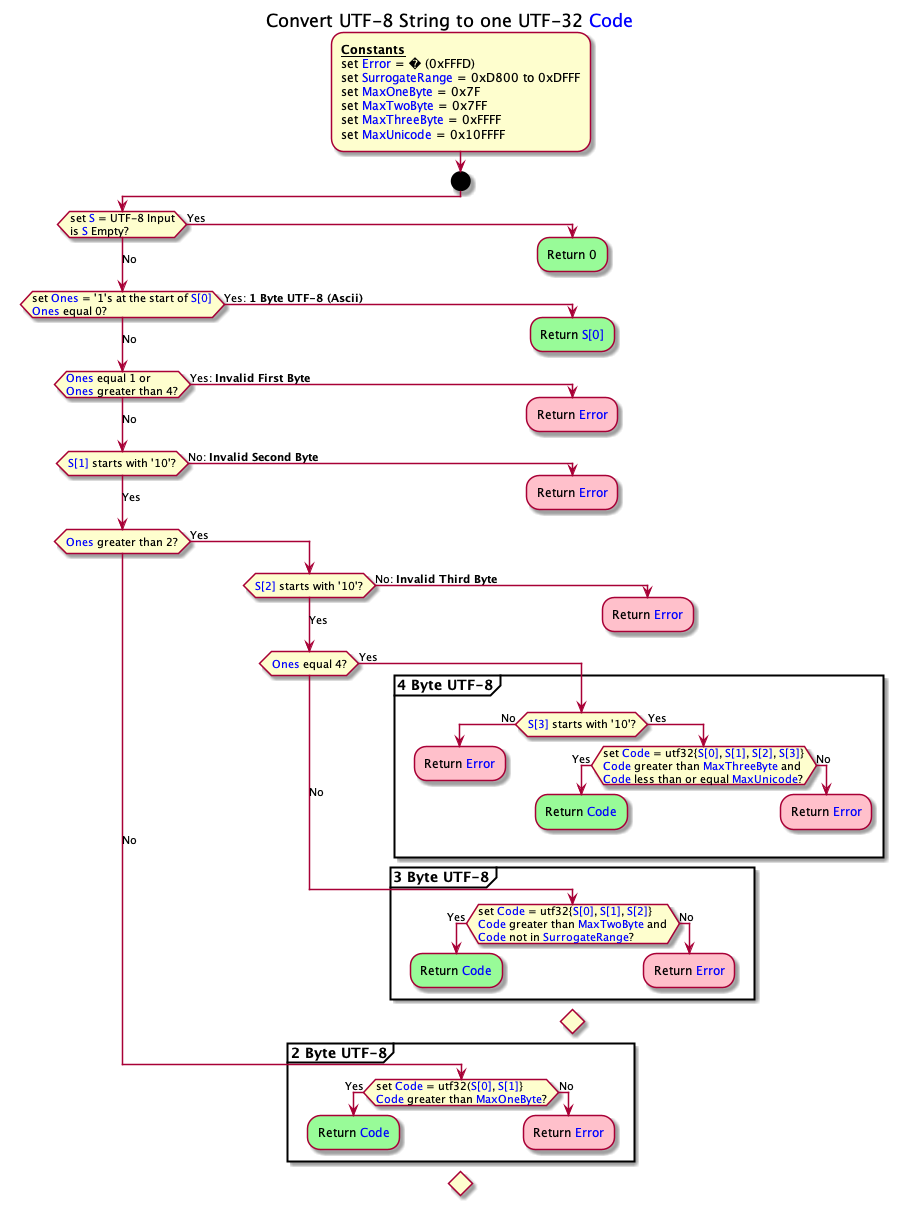 Convert UTF-8 String to one UTF-32 Code
Constants
set Error = � (0xFFFD)
set SurrogateRange = 0xD800 to 0xDFFF
set MaxOneByte = 0x7F
set MaxTwoByte = 0x7FF
set MaxThreeByte = 0xFFFF
set MaxUnicode = 0x10FFFF
set S = UTF-8 Input
is S Empty?
Yes
Return 0
No
set Ones = '1's at the start of S[0]
Ones equal 0?
Yes: 1 Byte UTF-8 (Ascii)
Return S[0]
No
Ones equal 1 or
Ones greater than 4?
Yes: Invalid First Byte
Return Error
No
S[1] starts with '10'?
No: Invalid Second Byte
Return Error
Yes
Ones greater than 2?
Yes
S[2] starts with '10'?
No: Invalid Third Byte
Return Error
Yes
Ones equal 4?
Yes
4 Byte UTF-8
S[3] starts with '10'?
No
Yes
Return Error
set Code = utf32{S[0], S[1], S[2], S[3]}
Code greater than MaxThreeByte and
Code less than or equal MaxUnicode?
Yes
No
Return Code
Return Error
No
No
3 Byte UTF-8
set Code = utf32{S[0], S[1], S[2]}
Code greater than MaxTwoByte and
Code not in SurrogateRange?
Yes
No
Return Code
Return Error
2 Byte UTF-8
set Code = utf32(S[0], S[1]}
Code greater than MaxOneByte?
Yes
No
Return Code
Return Error